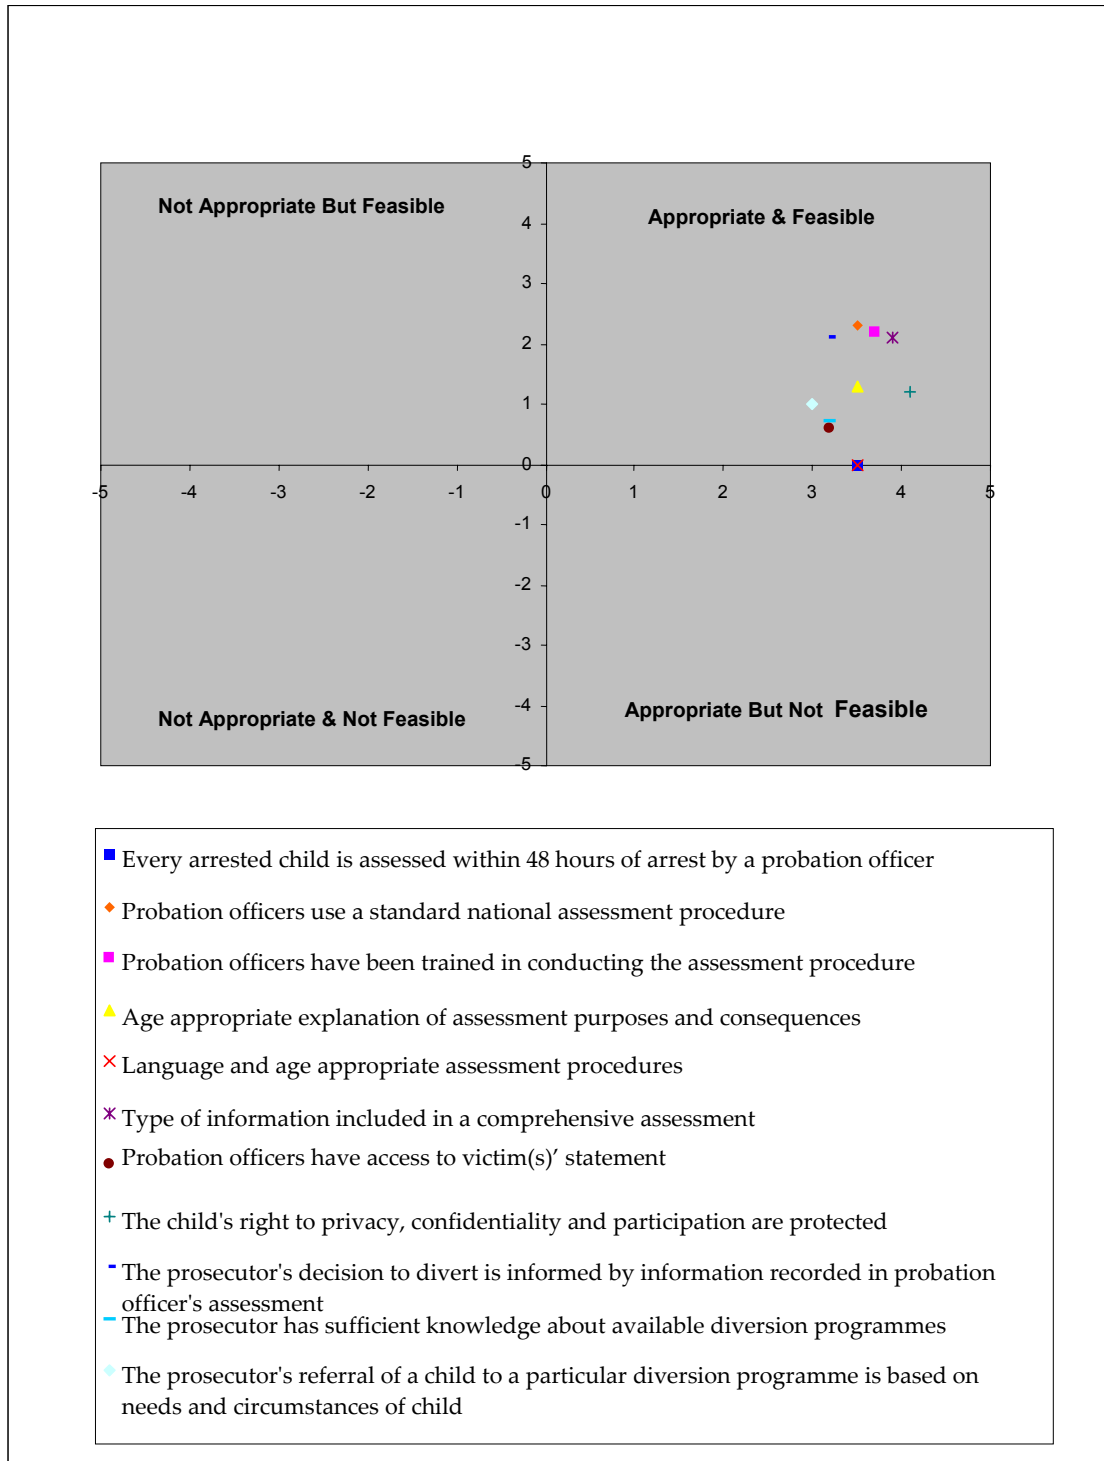 5
Not Appropriate But Feasible
Appropriate & Feasible
4
3
2
1
0
-5 -4 -3 -2 -1 0 1 2 3 4 5
-1
-2
-3
-4
Not Appropriate & Not Feasible
Appropriate But Not Feasible
-5
Every arrested child is assessed within 48 hours of arrest by a probation officer
Probation officers use a standard national assessment procedure
Probation officers have been trained in conducting the assessment procedure
Age appropriate explanation of assessment purposes and consequences
Language and age appropriate assessment procedures
Type of information included in a comprehensive assessment
Probation officers have access to victim(s)’ statement
The child's right to privacy, confidentiality and participation are protected
The prosecutor's decision to divert is informed by information recorded in probation
officer's assessment
The prosecutor has sufficient knowledge about available diversion programmes
The prosecutor's referral of a child to a particular diversion programme is based on
needs and circumstances of child